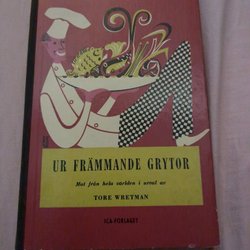 UR FRÄMMANDE GRYTOR
Mat från hela världen i urval av
TORE WRETMAN
ICA-FÖRLAGET